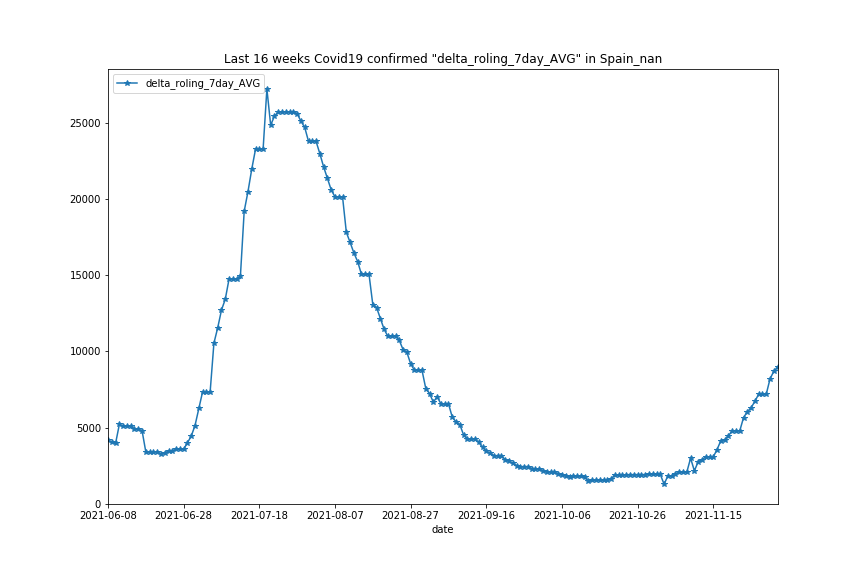 Last 16 weeks Covid19 confirmed "delta_roling_7day_AVG" in Spain_nan
delta_roling_7day_AVG
25000
20000
15000
10000
5000
0
2021-06-08 2021-06-28 2021-07-18 2021-08-07 2021-08-27 2021-09-16 2021-10-06 2021-10-26 2021-11-15
date